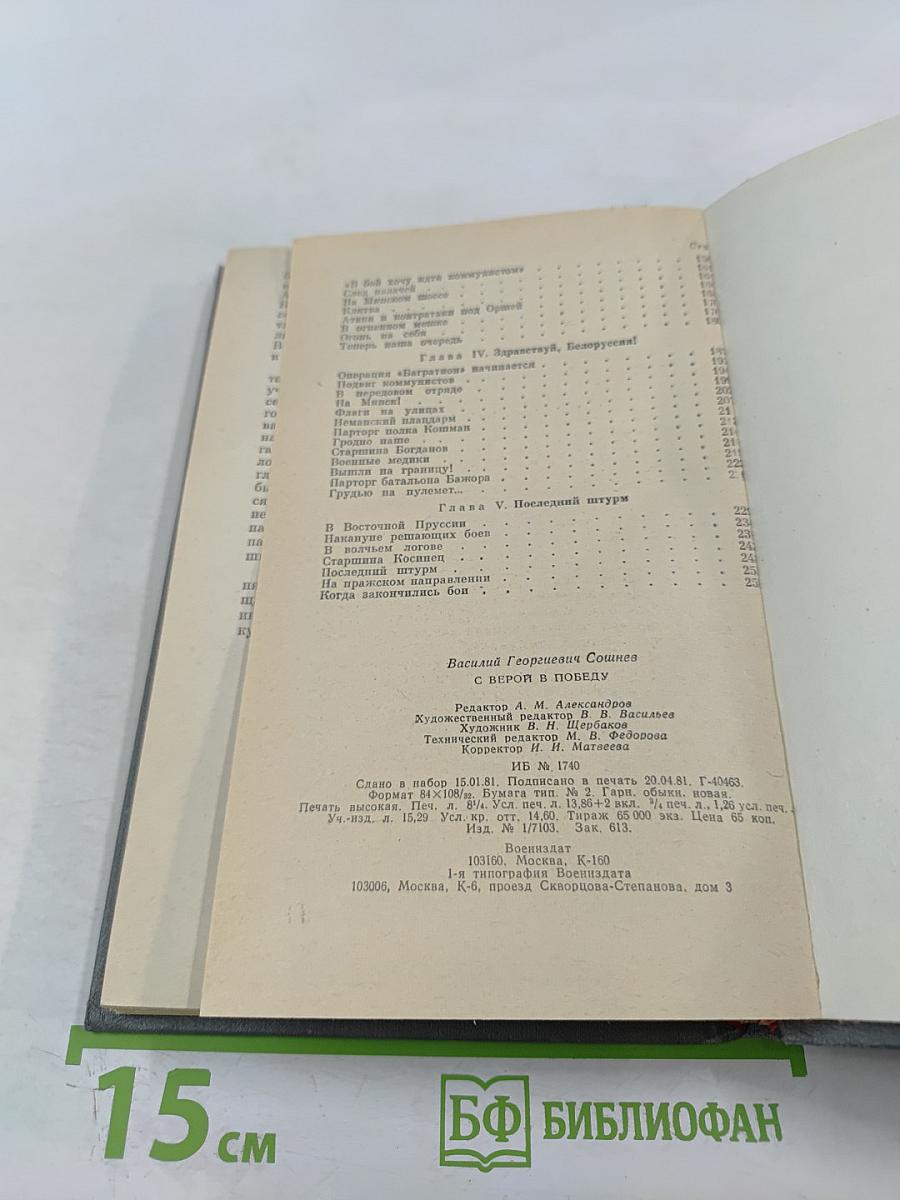 «В бой хочу идти коммунистом»
След палачей
На Минском шоссе
Клятва
Атаки и контратаки под Оршей
В огненном мешке
Огонь на себя
Теперь наша очередь
Глава IV. Здравствуй, Белоруссия!
Операция «Багратион» начинается
Подвиг коммунистов
В передовом отряде
На Минск!
Флаги на улицах
Неманский плацдарм
Парторг полка Кошман
Гродно наше
Старшина Богданов
Военные медики
Вышли на границу!
Парторг батальона Бажора
Грудью на пулемет...
Глава V. Последний штурм
В Восточной Пруссии
Накануне решающих боев
В волчьем логове
Старшина Косинец
Последний штурм
На пражском направлении
Когда закончились бои
Василий Георгиевич Сошнев
С ВЕРОЙ В ПОБЕДУ
Редактор А. М. Александров
Художественный редактор В. В. Васильев
Художник В. Н. Щербаков
Технический редактор М. В. Федорова
Корректор И. И. Матвеева
ИБ № 1740
Сдано в набор 15.01.81. Подписано в печать 20.04.81. Г-40463.
Формат 84×108/32. Бумага тип. № 2. Гарн. обыкн. новая.
Печать высокая. Печ. л. 8¼. Усл. печ. л. 13,86+2 вкл. ¾ печ. л., 1,26 усл. печ.
Уч.-изд. л. 15,29 Усл. кр. отт. 14,60. Тираж 65 000 экз. Цена 65 коп.
Изд. № 1/7103. Зак. 613.
Воениздат
103160, Москва, К-160
1-я типография Воениздата
103006, Москва, К-6, проезд Скворцова-Степанова, дом 3
15 см
БФ БИБЛИОФАН